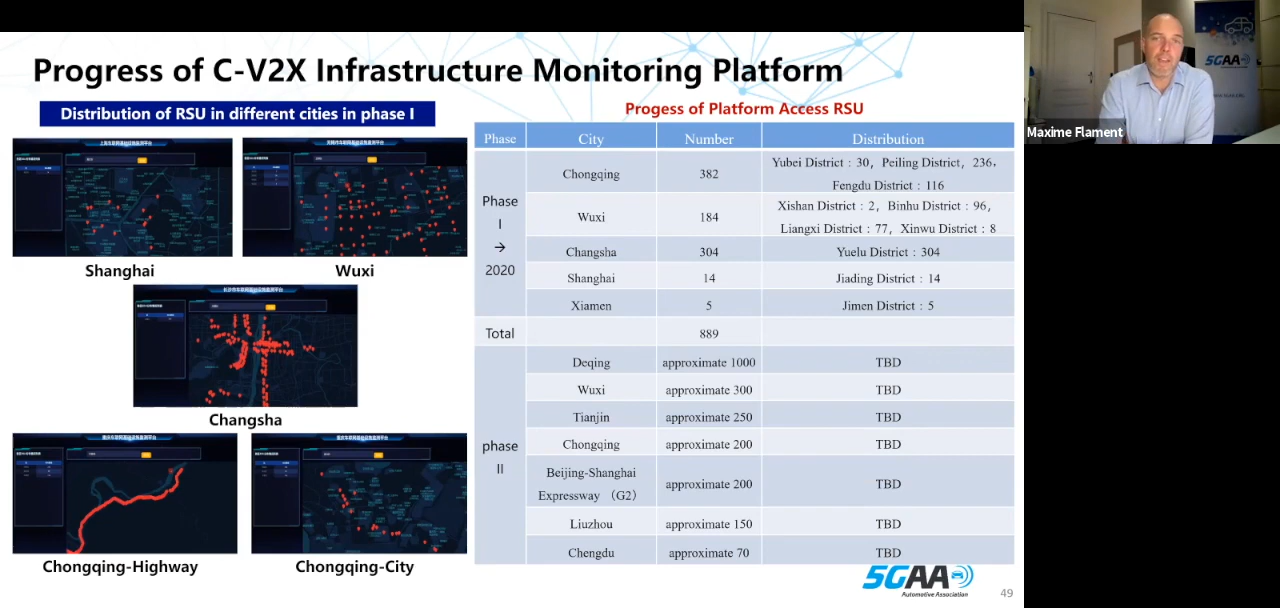 Progress of C-V2X Infrastructure Monitoring Platform
Distribution of RSU in different cities in phase I
Shanghai
Wuxi
Changsha
Chongqing-Highway
Chongqing-City
Progess of Platform Access RSU
Phase City Number Distribution
Phase
I
→
2020
Chongqing 382 Yubei District : 30, Peiling District, 236,
Fengdu District : 116
Wuxi 184 Xishan District : 2, Binhu District : 96,
Liangxi District : 77, Xinwu District : 8
Changsha 304 Yuelu District : 304
Shanghai 14 Jiading District : 14
Xiamen 5 Jimen District : 5
Total 889
phase
II
Deqing approximate 1000 TBD
Wuxi approximate 300 TBD
Tianjin approximate 250 TBD
Chongqing approximate 200 TBD
Beijing-Shanghai
Expressway （G2） approximate 200 TBD
Liuzhou approximate 150 TBD
Chengdu approximate 70 TBD
5GAA
Automotive Association
49
5GAA
Maxime Flament